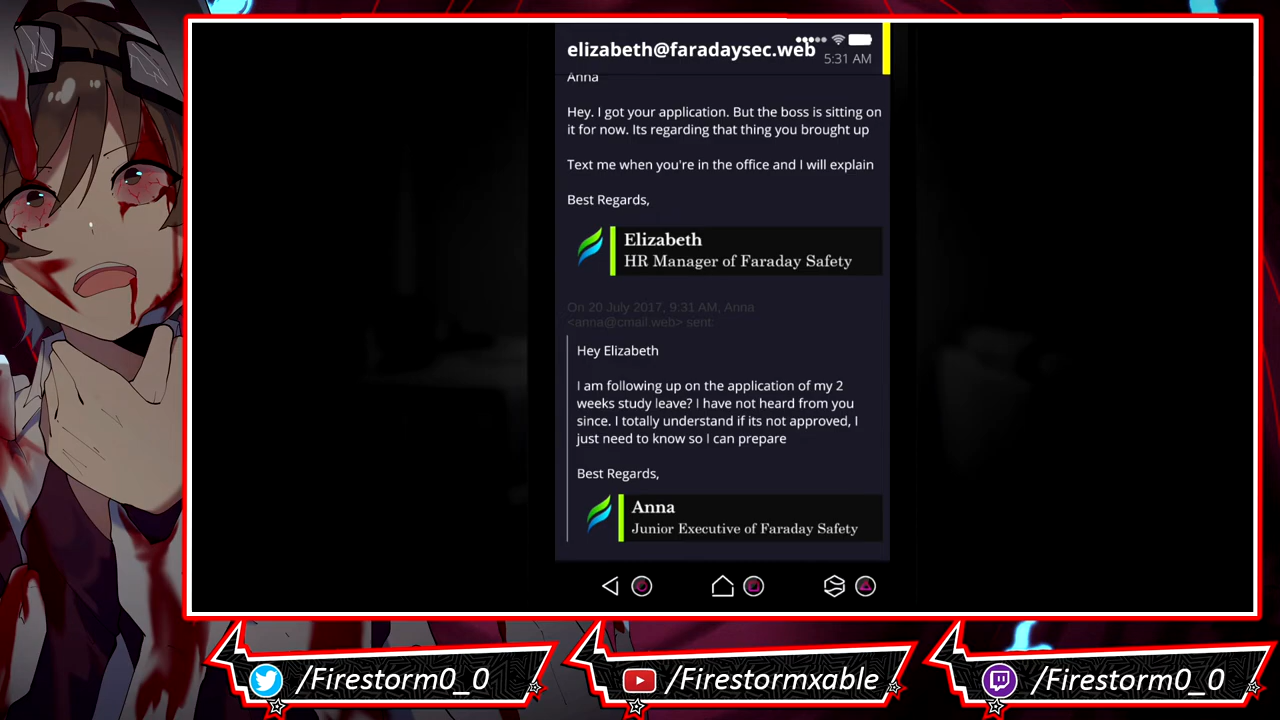 elizabeth@faradaysec.web
5:31 AM
Anna
Hey. I got your application. But the boss is sitting on
it for now. Its regarding that thing you brought up
Text me when you're in the office and I will explain
Best Regards,
Elizabeth
HR Manager of Faraday Safety
On 20 July 2017, 9.31 AM, Anna
<anna@cmail.web> sent:
Hey Elizabeth
I am following up on the application of my 2
weeks study leave? I have not heard from you
since. I totally understand if its not approved, I
just need to know so I can prepare
Best Regards,
Anna
Junior Executive of Faraday Safety
/Firestorm0_0
/Firestormxable
/Firestorm0_0